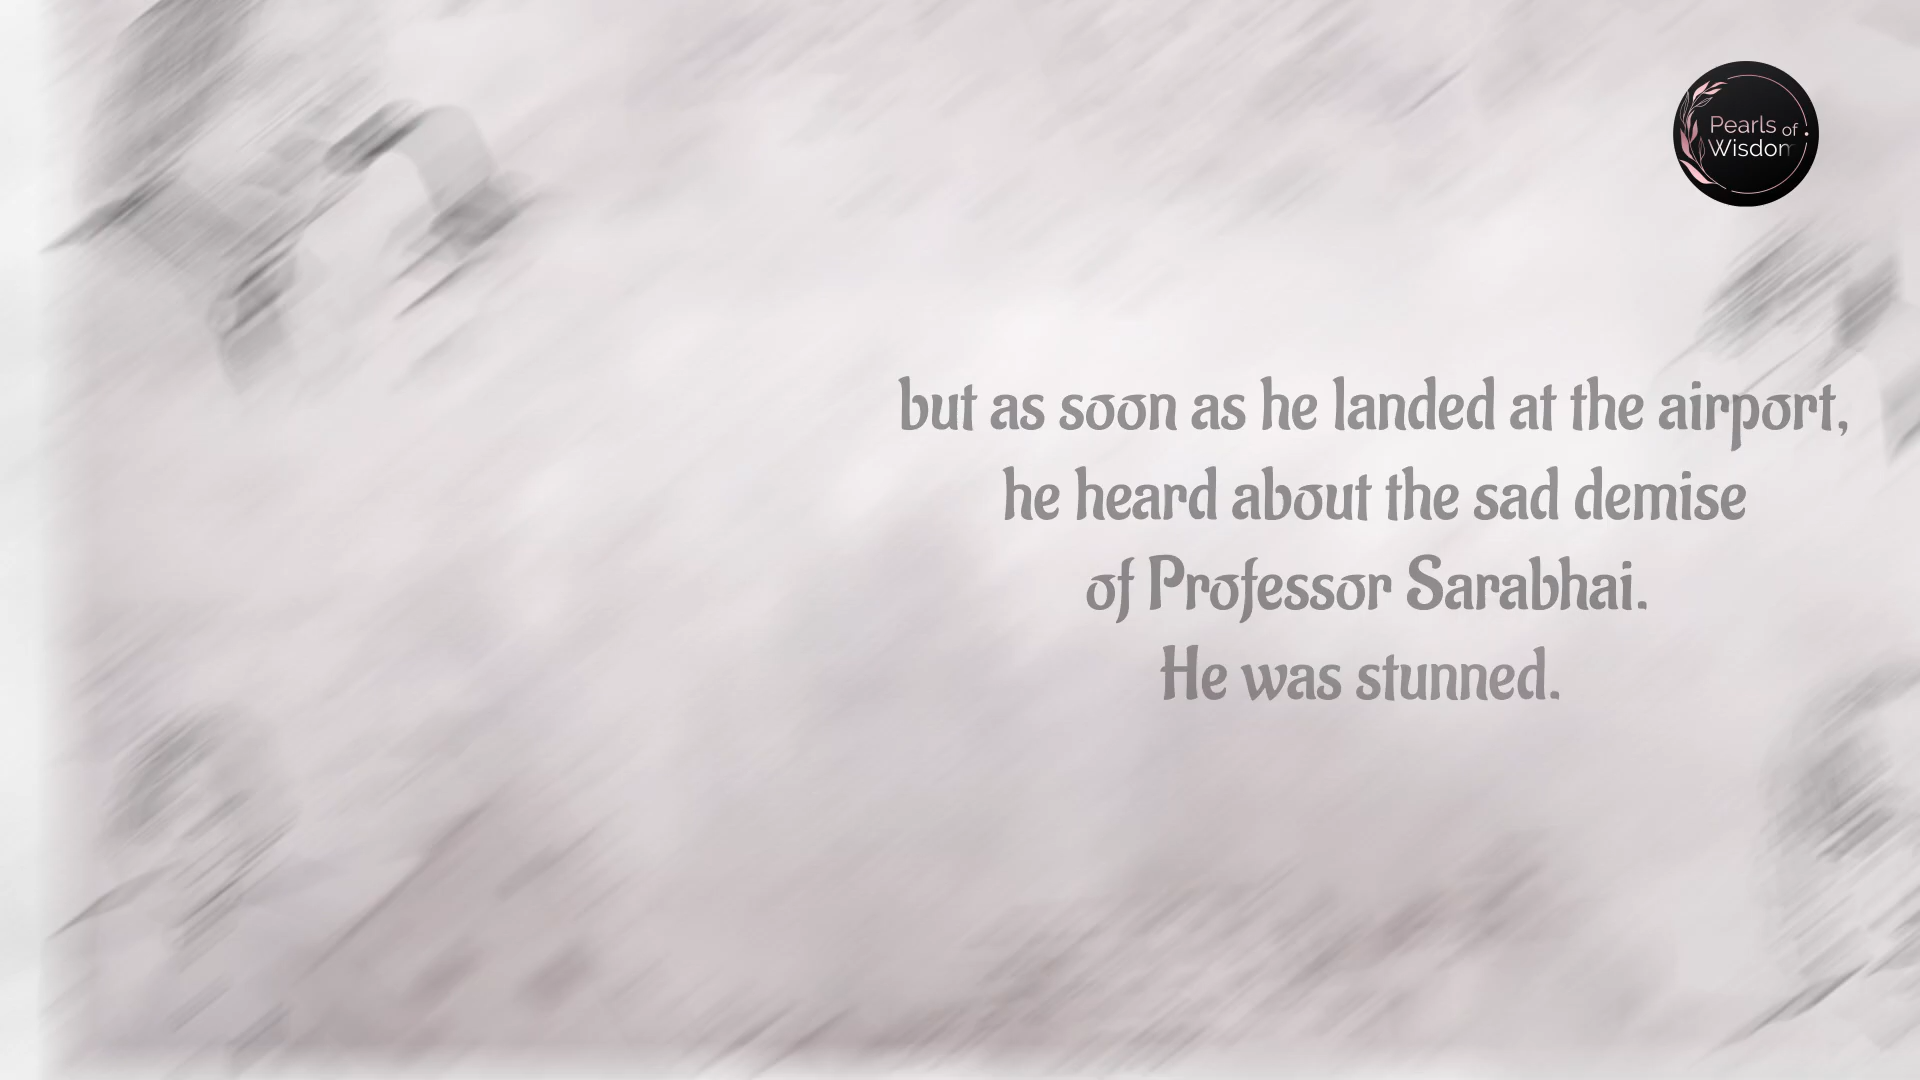 Pearls of
Wisdom
but as soon as he landed at the airport,
he heard about the sad demise
of Professor Sarabhai.
He was stunned.